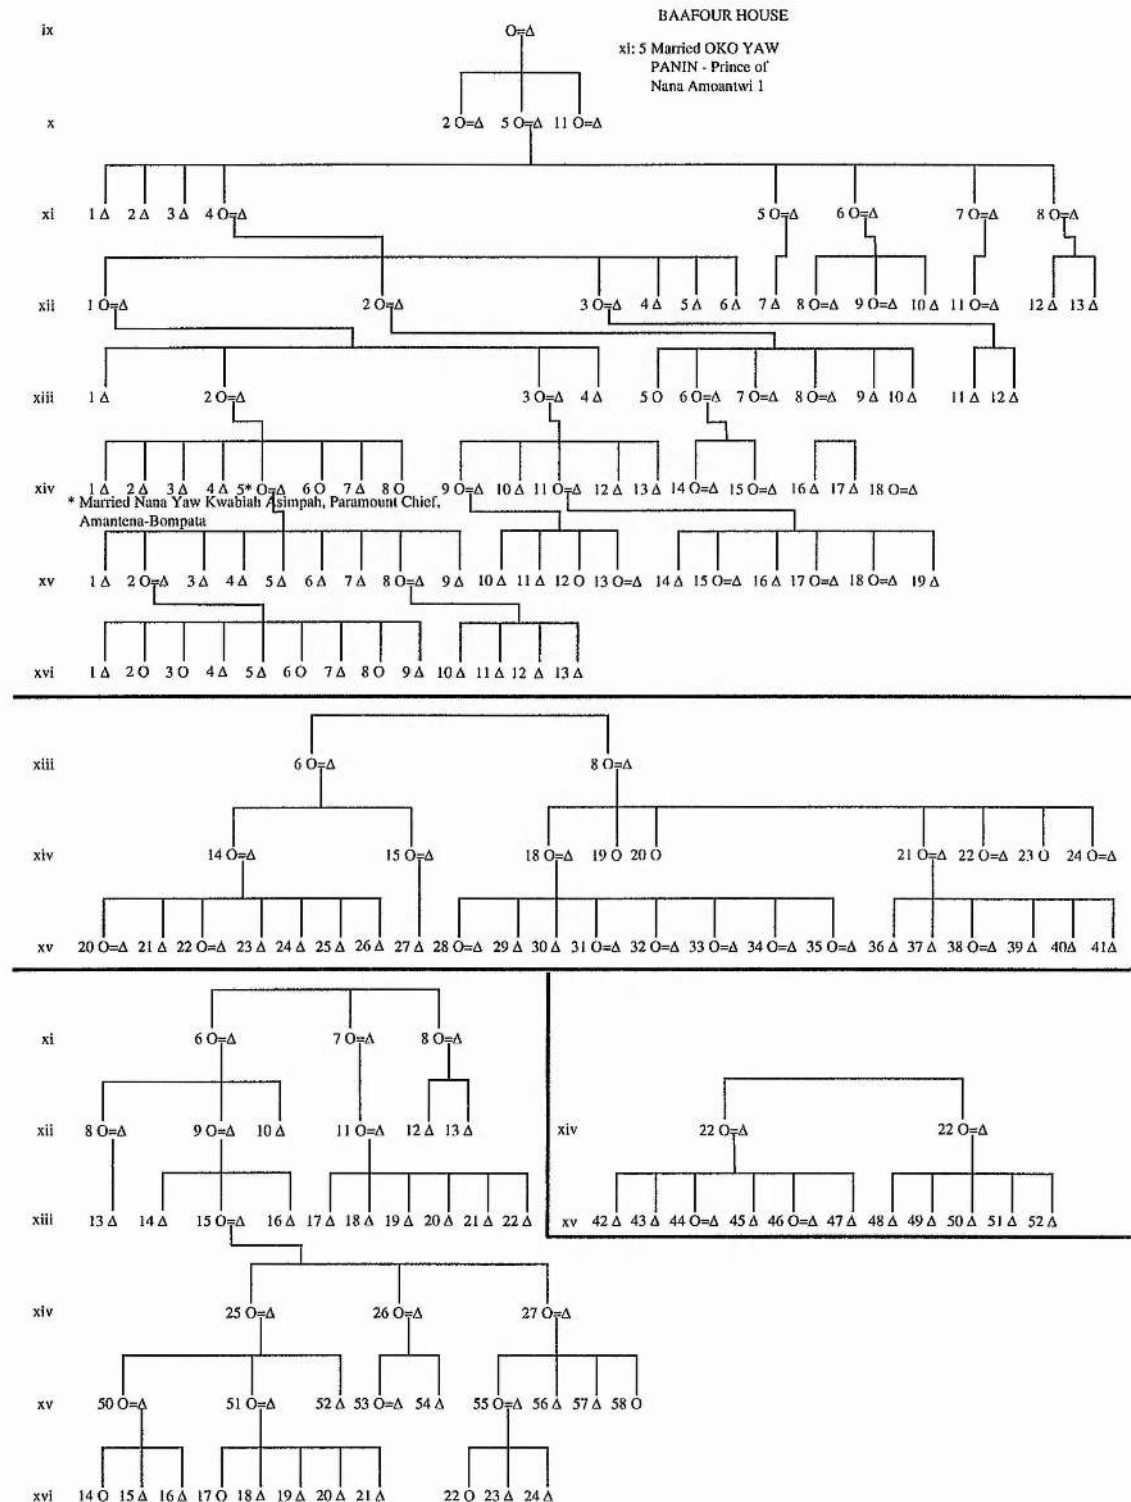 BAAFOUR HOUSE
ix O=Δ
xi: 5 Married OKO YAW
PANIN - Prince of
Nana Amoantwi 1
x 2 O=Δ 5 O=Δ 11 O=Δ
xi 1 Δ 2 Δ 3 Δ 4 O=Δ 5 O=Δ 6 O=Δ 7 O=Δ 8 O=Δ
xii 1 O=Δ 2 O=Δ 3 O=Δ 4 Δ 5 Δ 6 Δ 7 Δ 8 O=Δ 9 O=Δ 10 Δ 11 O=Δ 12 Δ 13 Δ
xiii 1 Δ 2 O=Δ 3 O=Δ 4 Δ 5 O 6 O=Δ 7 O=Δ 8 O=Δ 9 Δ 10 Δ 11 Δ 12 Δ
xiv 1 Δ 2 Δ 3 Δ 4 Δ 5* O=Δ 6 O 7 Δ 8 O 9 O=Δ 10 Δ 11 O=Δ 12 Δ 13 Δ 14 O=Δ 15 O=Δ 16 Δ 17 Δ 18 O=Δ
* Married Nana Yaw Kwabiah Asimpah, Paramount Chief,
Amantena-Bompata
xv 1 Δ 2 O=Δ 3 Δ 4 Δ 5 Δ 6 Δ 7 Δ 8 O=Δ 9 Δ 10 Δ 11 Δ 12 O 13 O=Δ 14 Δ 15 O=Δ 16 Δ 17 O=Δ 18 O=Δ 19 Δ
xvi 1 Δ 2 O 3 O 4 Δ 5 Δ 6 O 7 Δ 8 O 9 Δ 10 Δ 11 Δ 12 Δ 13 Δ
xiii 6 O=Δ 8 O=Δ
xiv 14 O=Δ 15 O=Δ 18 O=Δ 19 O 20 O 21 O=Δ 22 O=Δ 23 O 24 O=Δ
xv 20 O=Δ 21 Δ 22 O=Δ 23 Δ 24 Δ 25 Δ 26 Δ 27 Δ 28 O=Δ 29 Δ 30 Δ 31 O=Δ 32 O=Δ 33 O=Δ 34 O=Δ 35 O=Δ 36 Δ 37 Δ 38 O=Δ 39 Δ 40 Δ 41 Δ
xi 6 O=Δ 7 O=Δ 8 O=Δ
xii 8 O=Δ 9 O=Δ 10 Δ 11 O=Δ 12 Δ 13 Δ
xiii 13 Δ 14 Δ 15 O=Δ 16 Δ 17 Δ 18 Δ 19 Δ 20 Δ 21 Δ 22 Δ
xiv 22 O=Δ 22 O=Δ
xv 42 Δ 43 Δ 44 O=Δ 45 Δ 46 O=Δ 47 Δ 48 Δ 49 Δ 50 Δ 51 Δ 52 Δ
xiv 25 O=Δ 26 O=Δ 27 O=Δ
xv 50 O=Δ 51 O=Δ 52 Δ 53 O=Δ 54 Δ 55 O=Δ 56 Δ 57 Δ 58 O
xvi 14 O 15 Δ 16 Δ 17 O 18 Δ 19 Δ 20 Δ 21 Δ 22 O 23 Δ 24 Δ